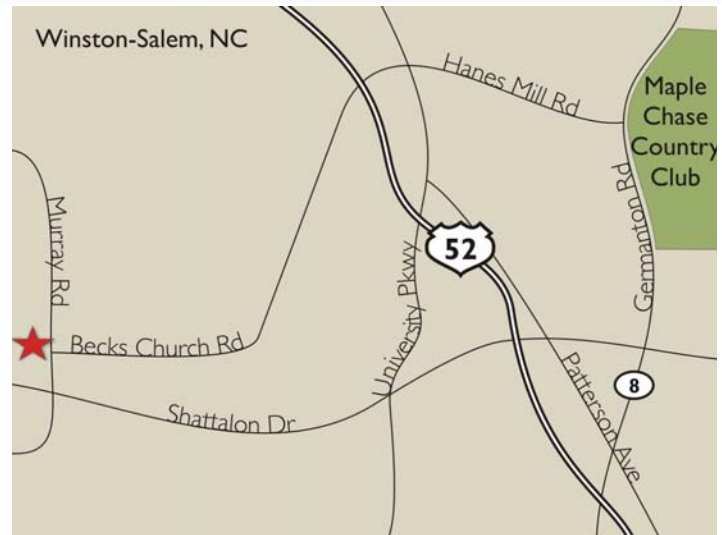 Winston-Salem, NC
Hanes Mill Rd
Maple
Chase
Country
Club
Murray Rd
Germanton Rd
52
University Pkwy
Becks Church Rd
Patterson Ave
8
Shattalon Dr